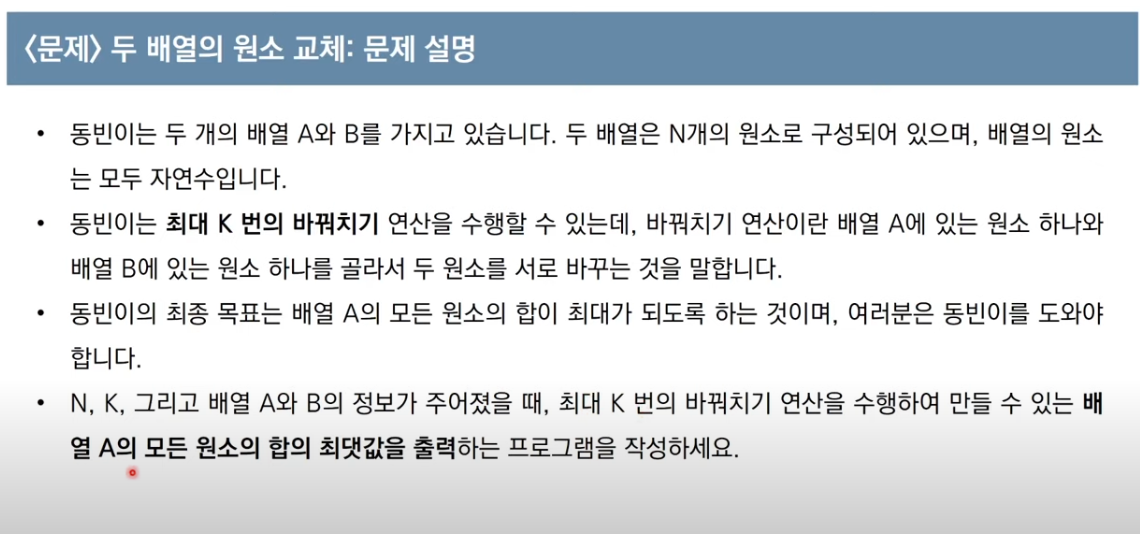 <문제> 두 배열의 원소 교체: 문제 설명
• 동빈이는 두 개의 배열 A와 B를 가지고 있습니다. 두 배열은 N개의 원소로 구성되어 있으며, 배열의 원소
는 모두 자연수입니다.
• 동빈이는 최대 K 번의 바꿔치기 연산을 수행할 수 있는데, 바꿔치기 연산이란 배열 A에 있는 원소 하나와
배열 B에 있는 원소 하나를 골라서 두 원소를 서로 바꾸는 것을 말합니다.
• 동빈이의 최종 목표는 배열 A의 모든 원소의 합이 최대가 되도록 하는 것이며, 여러분은 동빈이를 도와야
합니다.
• N, K, 그리고 배열 A와 B의 정보가 주어졌을 때, 최대 K 번의 바꿔치기 연산을 수행하여 만들 수 있는 배
열 A의 모든 원소의 합의 최댓값을 출력하는 프로그램을 작성하세요.